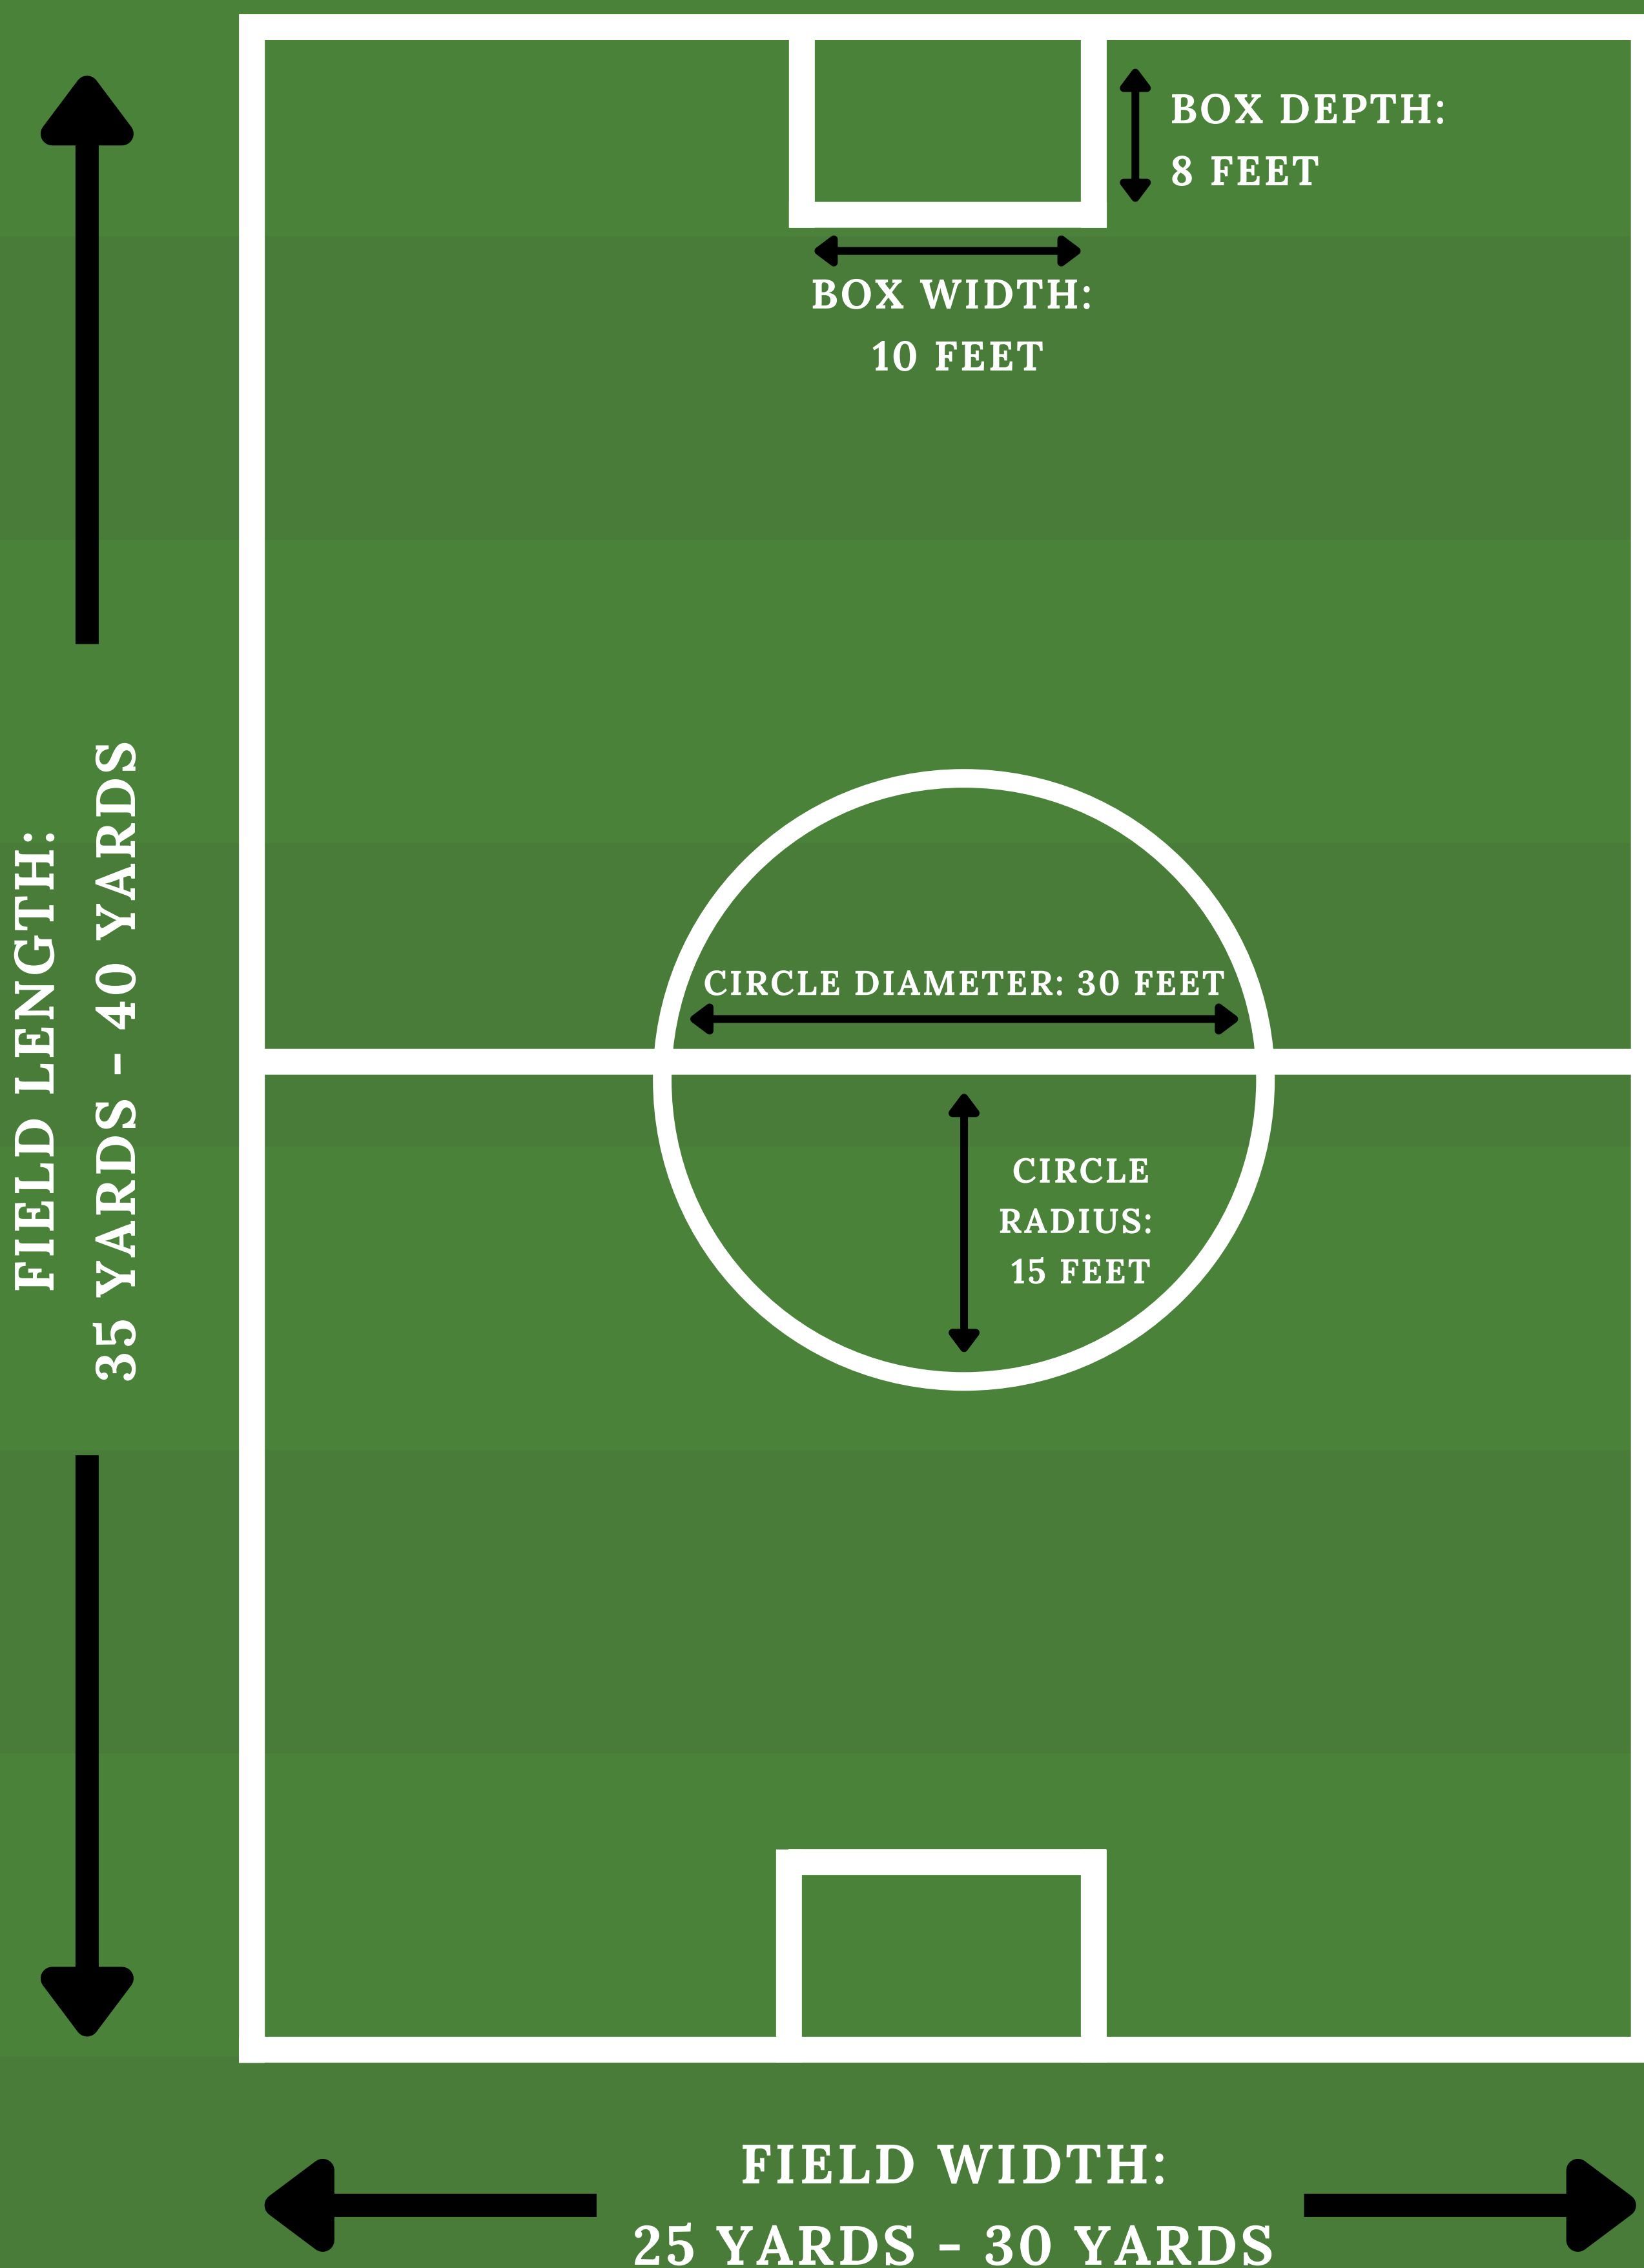 BOX DEPTH:
8 FEET
BOX WIDTH:
10 FEET
FIELD LENGTH:
35 YARDS - 40 YARDS
CIRCLE DIAMETER: 30 FEET
CIRCLE
RADIUS:
15 FEET
FIELD WIDTH:
25 YARDS - 30 YARDS